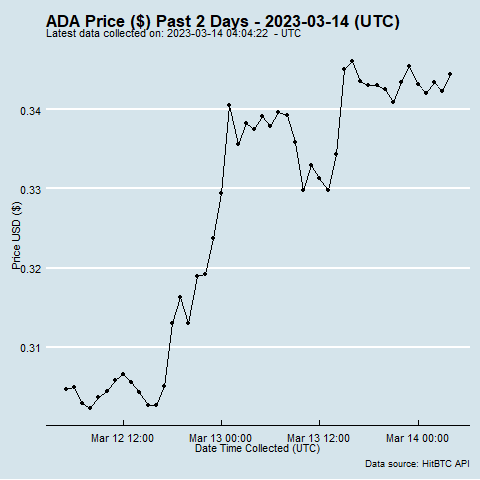 ADA Price ($) Past 2 Days - 2023-03-14 (UTC)
Latest data collected on: 2023-03-14 04:04:22  - UTC
0.34
0.33
Price USD ($)
0.32
0.31
Mar 12 12:00 Mar 13 00:00 Mar 13 12:00 Mar 14 00:00
Date Time Collected (UTC)
Data source: HitBTC API